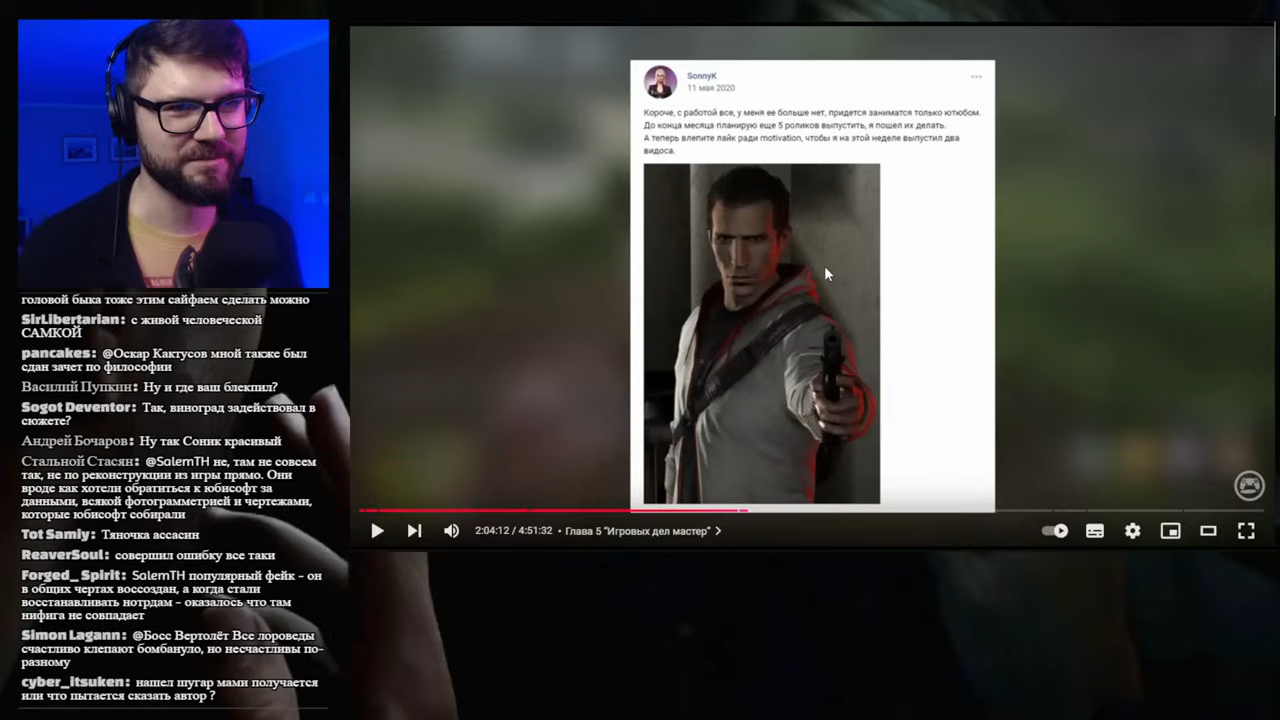 головой быка тоже этим сайфаем сделать можно
SirLibertarian: с живой человеческой
САМКОЙ
pancakes: @Оскар Кактусов мной также был
сдан зачет по философии
Василий Пупкин: Ну и где ваш блекпил?
Sogot Deventor: Так, виноград задействовал в
сюжете?
Андрей Бочаров: Ну так Соник красивый
Стальной Стасян: @SalemTH не, там не совсем
так, не по реконструкции из игры прямо. Они
вроде как хотели обратиться к юбисофт за
данными, всякой фотограмметрией и чертежами,
которые юбисофт собирали
Tot Samiy: Тяночка ассасин
ReaverSoul: совершил ошибку все таки
Forged_Spirit: SalemTH популярный фейк - он
в общих чертах воссоздан, а когда стали
восстанавливать нотрдам - оказалось что там
нифига не совпадает
Simon Lagann: @Босс Вертолёт Все лороведы
счастливо клепают бомбануло, но несчастливы по-
разному
cyber_itsuken: нашел шугар мами получается
или что пытается сказать автор ?
SonnyK
11 мая 2020
Короче, с работой все, у меня ее больше нет, придется заниматся только ютюбом.
До конца месяца планирую еще 5 роликов выпустить, я пошел их делать.
А теперь влепите лайк ради motivation, чтобы я на этой неделе выпустил два
видоса.
2:04:12 / 4:51:32 • Глава 5 "Игровых дел мастер"